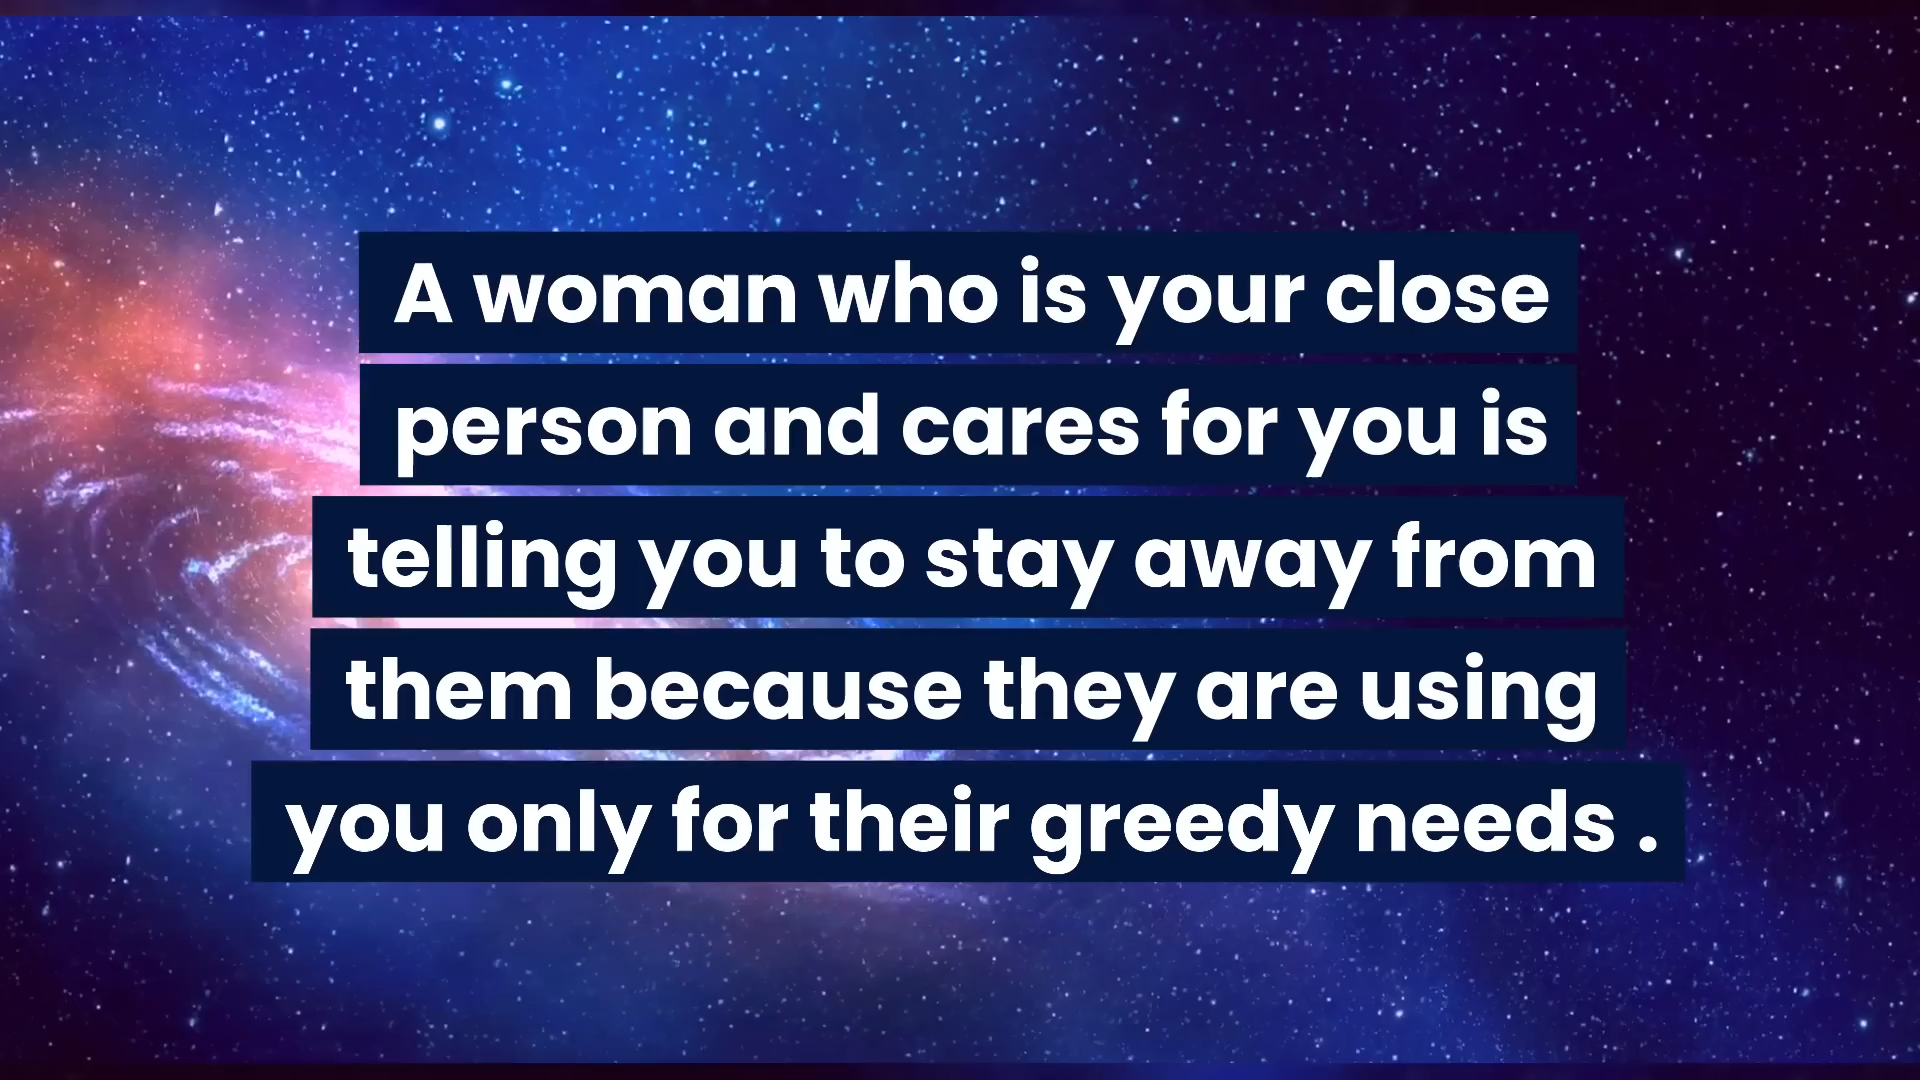 A woman who is your close
person and cares for you is
telling you to stay away from
them because they are using
you only for their greedy needs .